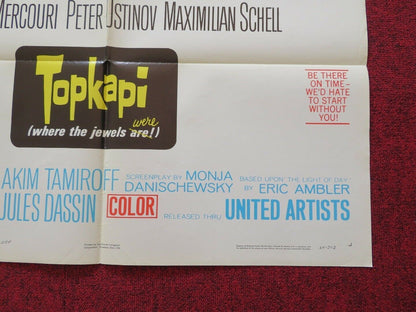 MERCOURI PETER USTINOV MAXIMILIAN SCHELL
Topkapi
were
(where the jewels are!)
BE THERE
ON TIME–
WE'D HATE
TO START
WITHOUT
YOU!
AKIM TAMIROFF SCREENPLAY BY MONJA DANISCHEWSKY BASED UPON "THE LIGHT OF DAY" BY ERIC AMBLER
JULES DASSIN COLOR RELEASED THRU UNITED ARTISTS